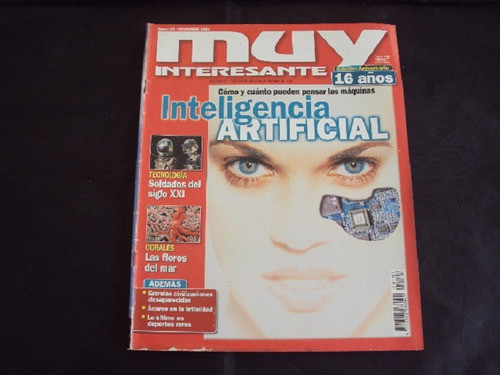 MUY
INTERESANTE
Edición Aniversario
16 años
Cómo y cuánto pueden pensar las máquinas
Inteligencia
ARTIFICIAL
TECNOLOGÍA
Soldados del
siglo XXI
CORALES
Las flores
del mar
ADEMÁS
• Grandes civilizaciones
desaparecidas
• Acaros en la intimidad
• Lo último en
deportes raros